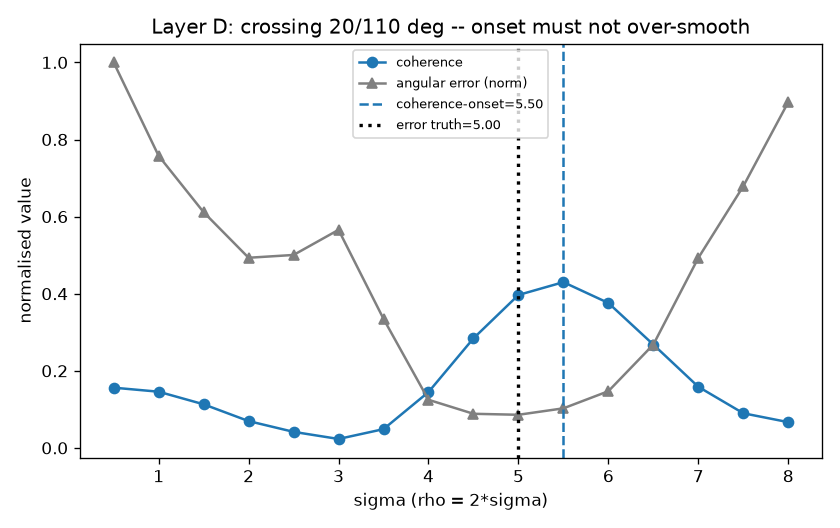 Layer D: crossing 20/110 deg -- onset must not over-smooth
coherence
angular error (norm)
coherence-onset=5.50
error truth=5.00
normalised value
1.0
0.8
0.6
0.4
0.2
0.0
1 2 3 4 5 6 7 8
sigma (rho = 2*sigma)